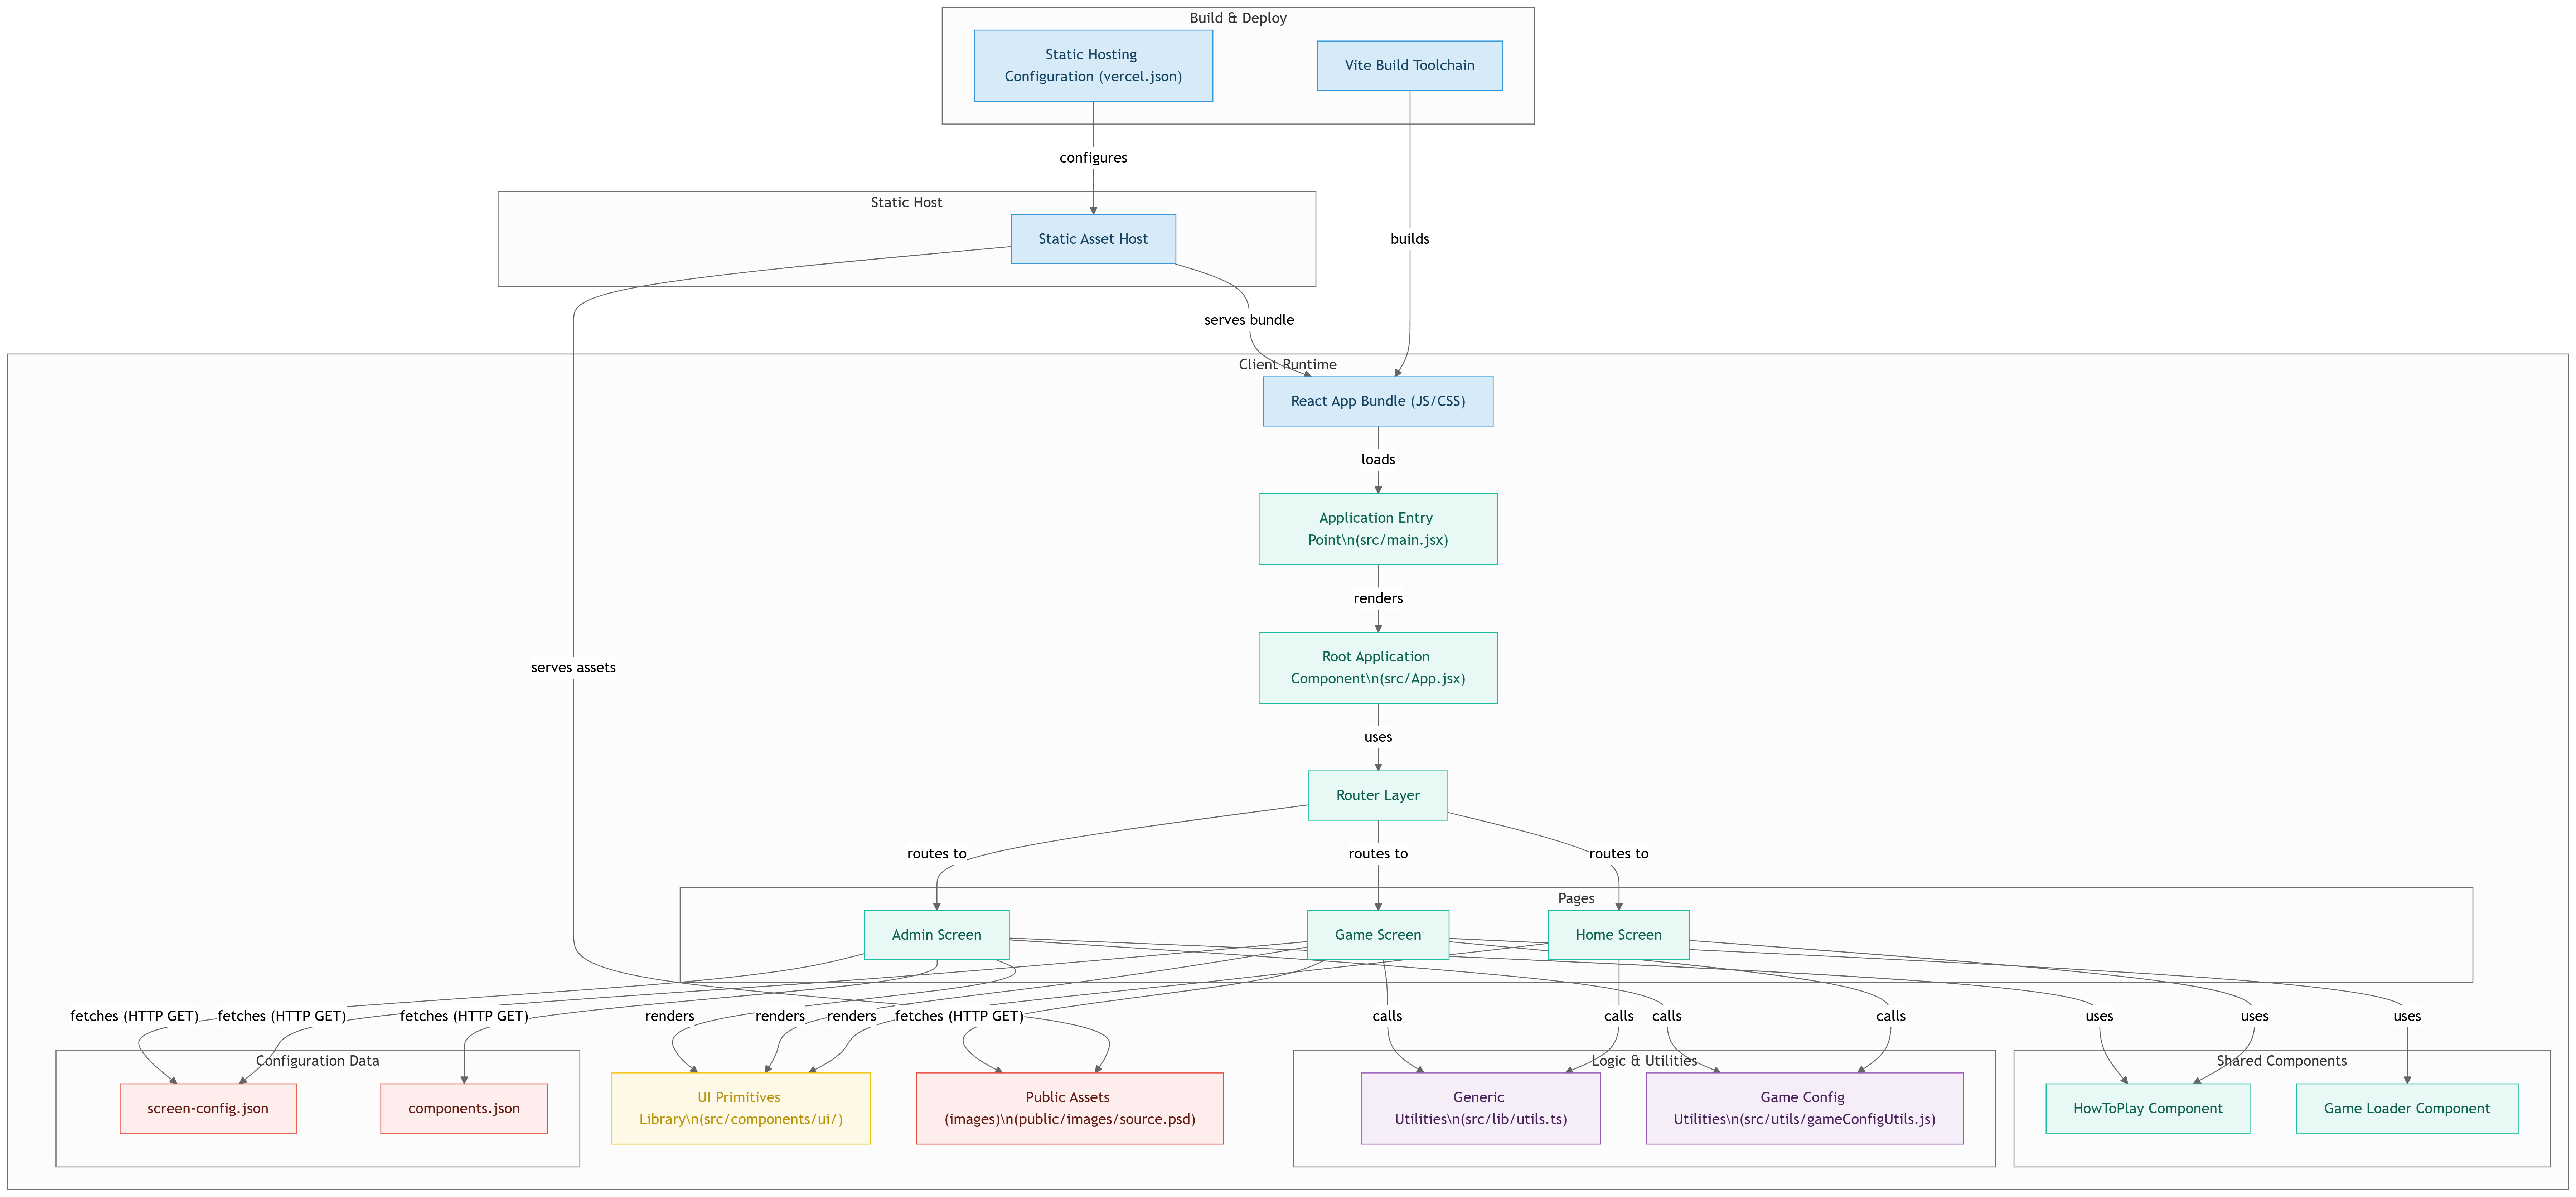 Build & Deploy
Static Hosting
Configuration (vercel.json)
Vite Build Toolchain
configures
Static Host
Static Asset Host
builds
serves bundle
Client Runtime
React App Bundle (JS/CSS)
loads
Application Entry
Point\n(src/main.jsx)
renders
Root Application
Component\n(src/App.jsx)
serves assets
uses
Router Layer
routes to
routes to
routes to
Pages
Admin Screen
Game Screen
Home Screen
fetches (HTTP GET)
fetches (HTTP GET)
fetches (HTTP GET)
renders
renders
renders
fetches (HTTP GET)
calls
calls
calls
calls
uses
uses
uses
Configuration Data
screen-config.json
components.json
UI Primitives
Library\n(src/components/ui/)
Public Assets
(images)\n(public/images/source.psd)
Logic & Utilities
Generic
Utilities\n(src/lib/utils.ts)
Game Config
Utilities\n(src/utils/gameConfigUtils.js)
Shared Components
HowToPlay Component
Game Loader Component